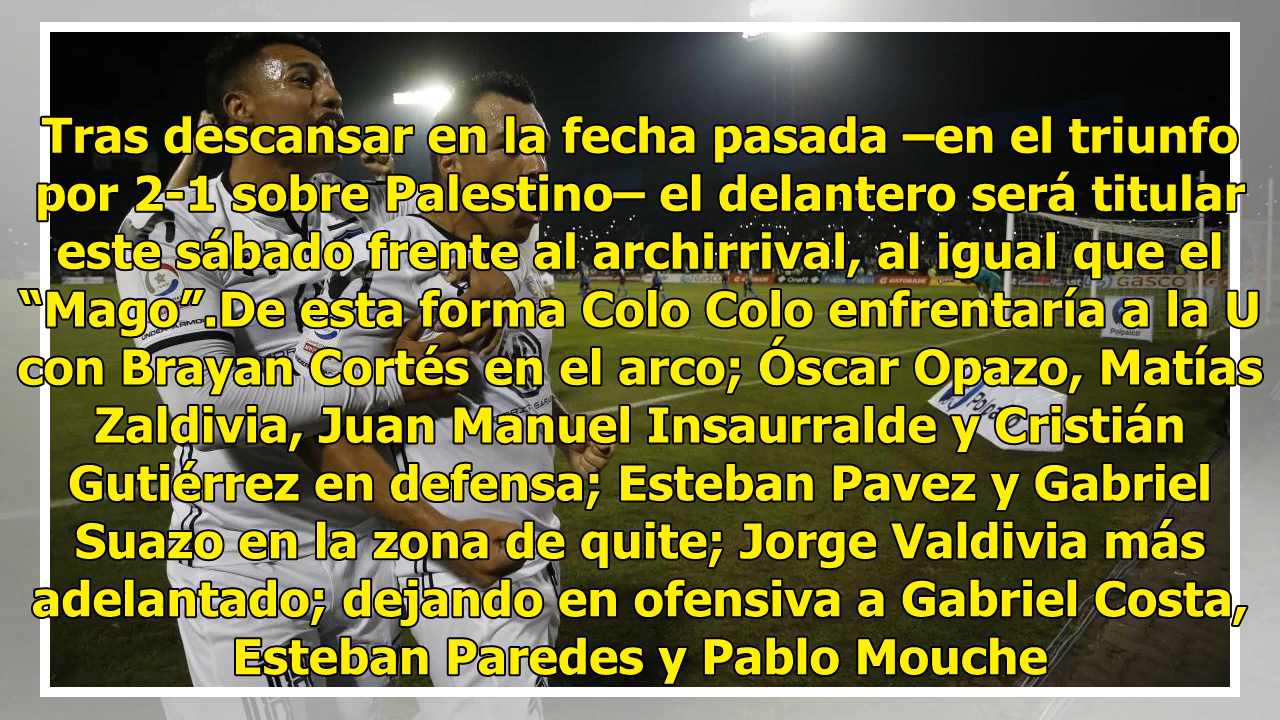 Tras descansar en la fecha pasada –en el triunfo
por 2-1 sobre Palestino– el delantero será titular
este sábado frente al archirrival, al igual que el
“Mago”.De esta forma Colo Colo enfrentaría a la U
con Brayan Cortés en el arco; Óscar Opazo, Matías
Zaldivia, Juan Manuel Insaurralde y Cristián
Gutiérrez en defensa; Esteban Pavez y Gabriel
Suazo en la zona de quite; Jorge Valdivia más
adelantado; dejando en ofensiva a Gabriel Costa,
Esteban Paredes y Pablo Mouche
gasco
Polpaico